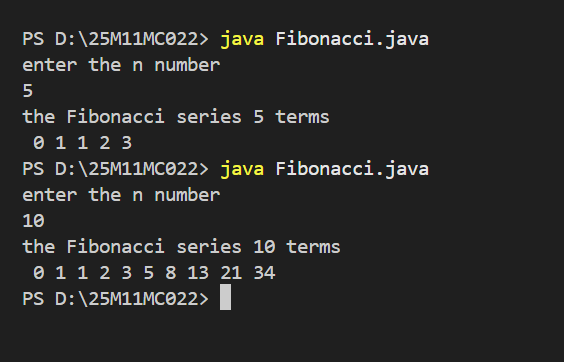 PS D:\25M11MC022> java Fibonacci.java
enter the n number
5
the Fibonacci series 5 terms
 0 1 1 2 3
PS D:\25M11MC022> java Fibonacci.java
enter the n number
10
the Fibonacci series 10 terms
 0 1 1 2 3 5 8 13 21 34
PS D:\25M11MC022>